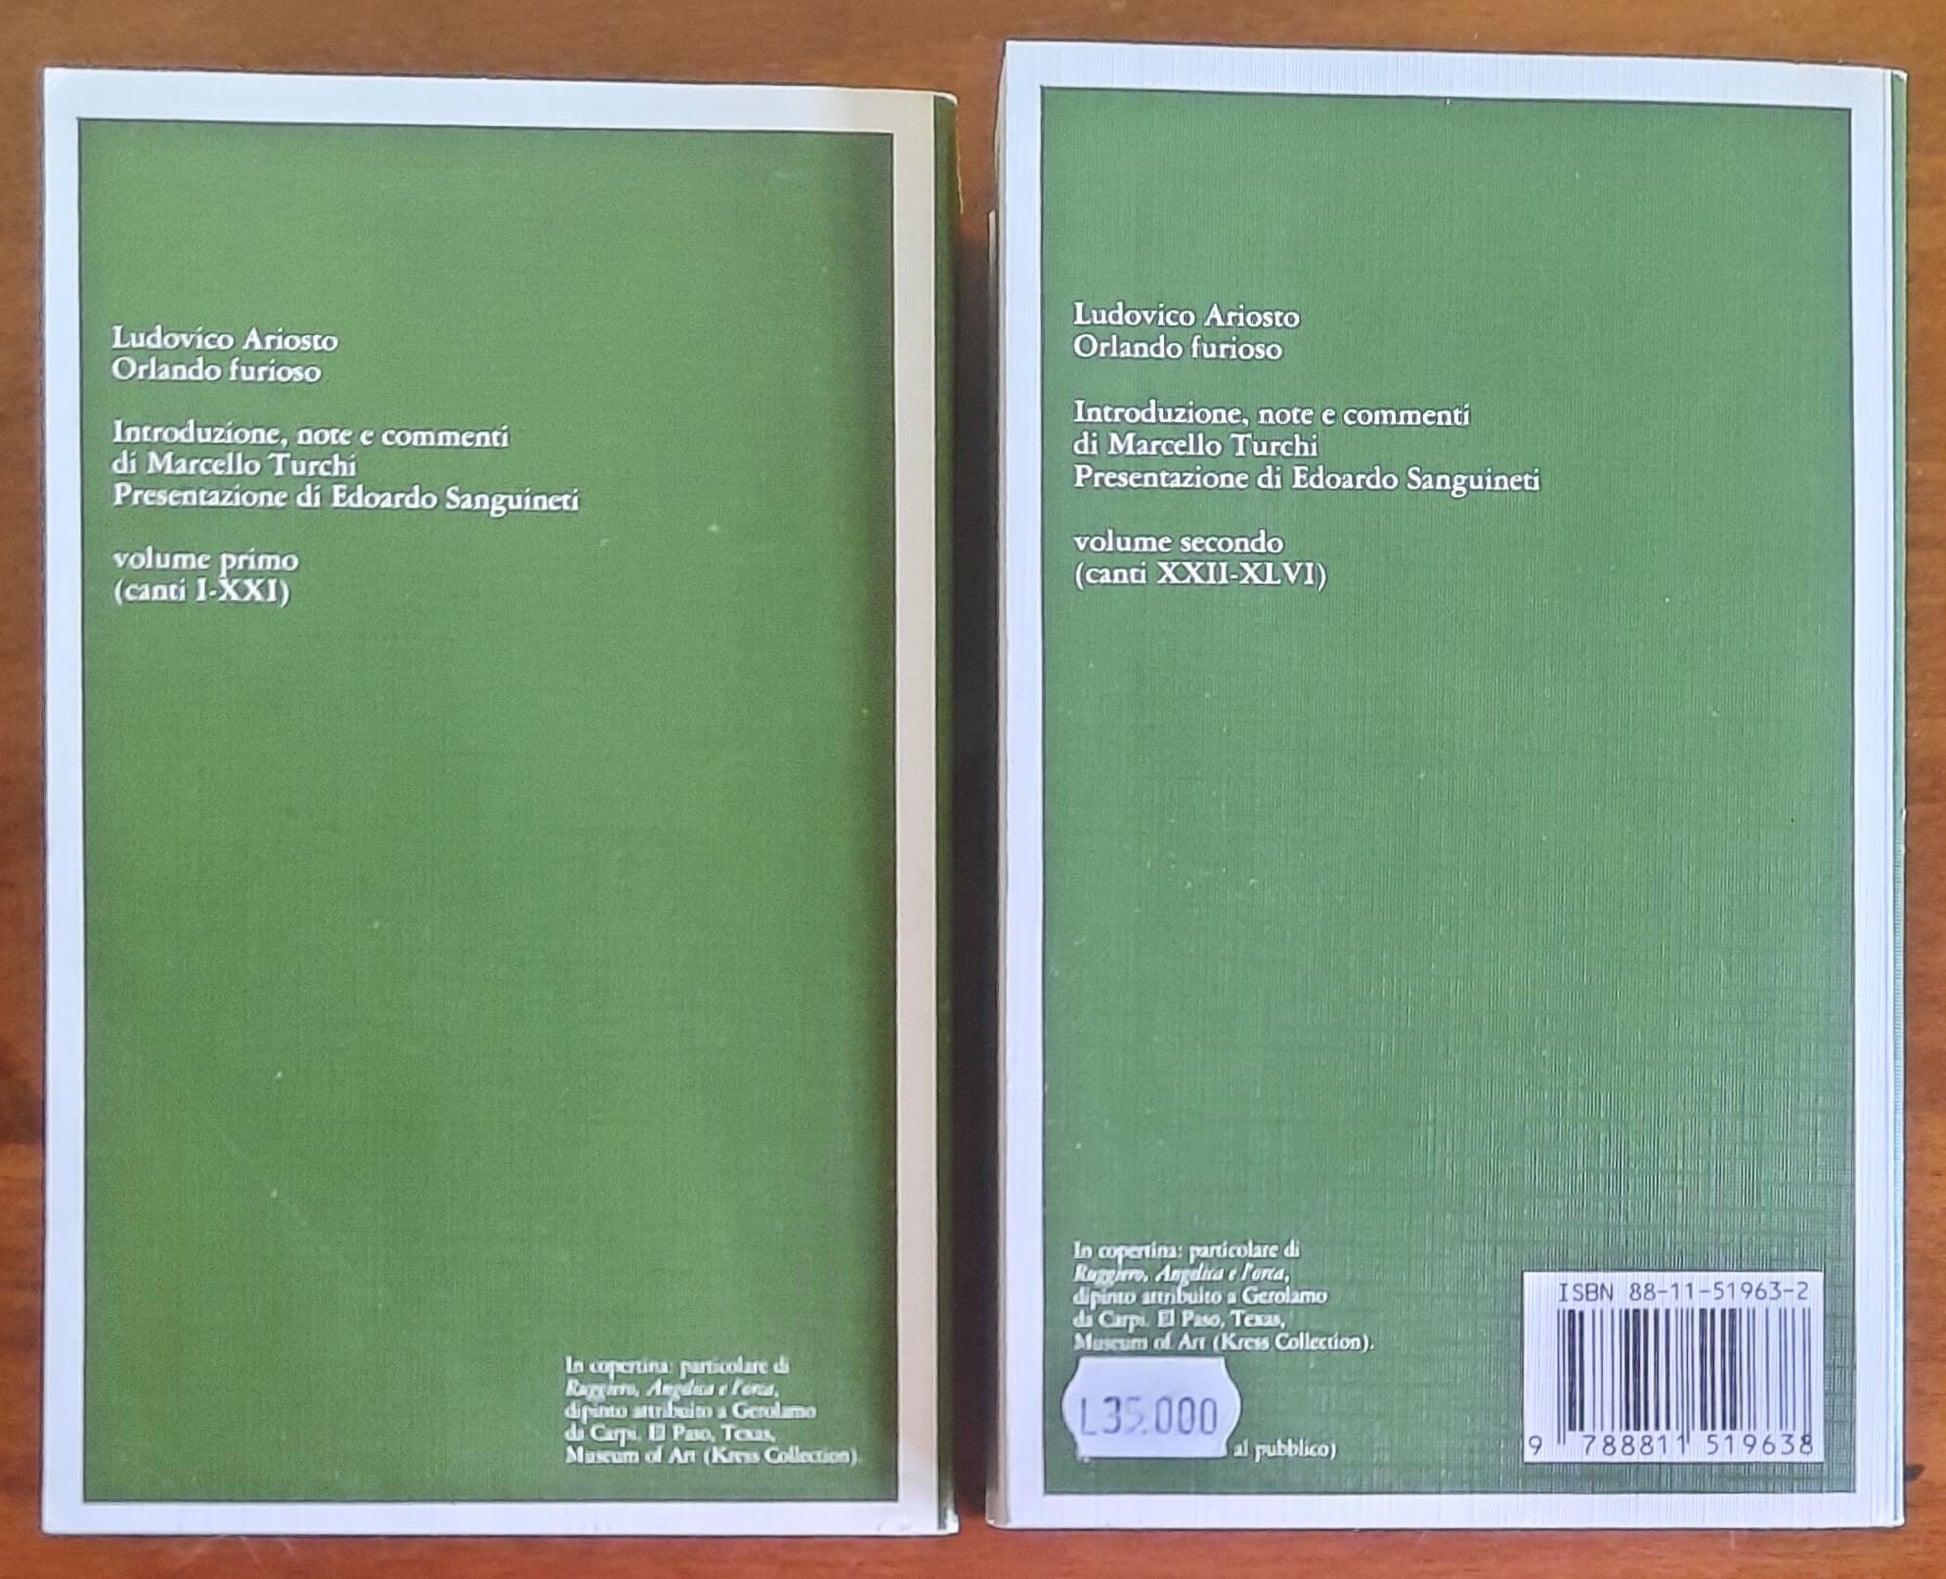 Ludovico Ariosto
Orlando furioso
Introduzione, note e commenti
di Marcello Turchi
Presentazione di Edoardo Sanguineti
volume primo
(canti I-XXI)
In copertina: particolare di
Ruggiero, Angelica e l'orca,
dipinto attribuito a Gerolamo
da Carpi. El Paso, Texas,
Museum of Art (Kress Collection).
Ludovico Ariosto
Orlando furioso
Introduzione, note e commenti
di Marcello Turchi
Presentazione di Edoardo Sanguineti
volume secondo
(canti XXII-XLVI)
In copertina: particolare di
Ruggiero, Angelica e l'orca,
dipinto attribuito a Gerolamo
da Carpi. El Paso, Texas,
Museum of Art (Kress Collection).
L35.000
al pubblico)
ISBN 88-11-51963-2
9 788811 519638